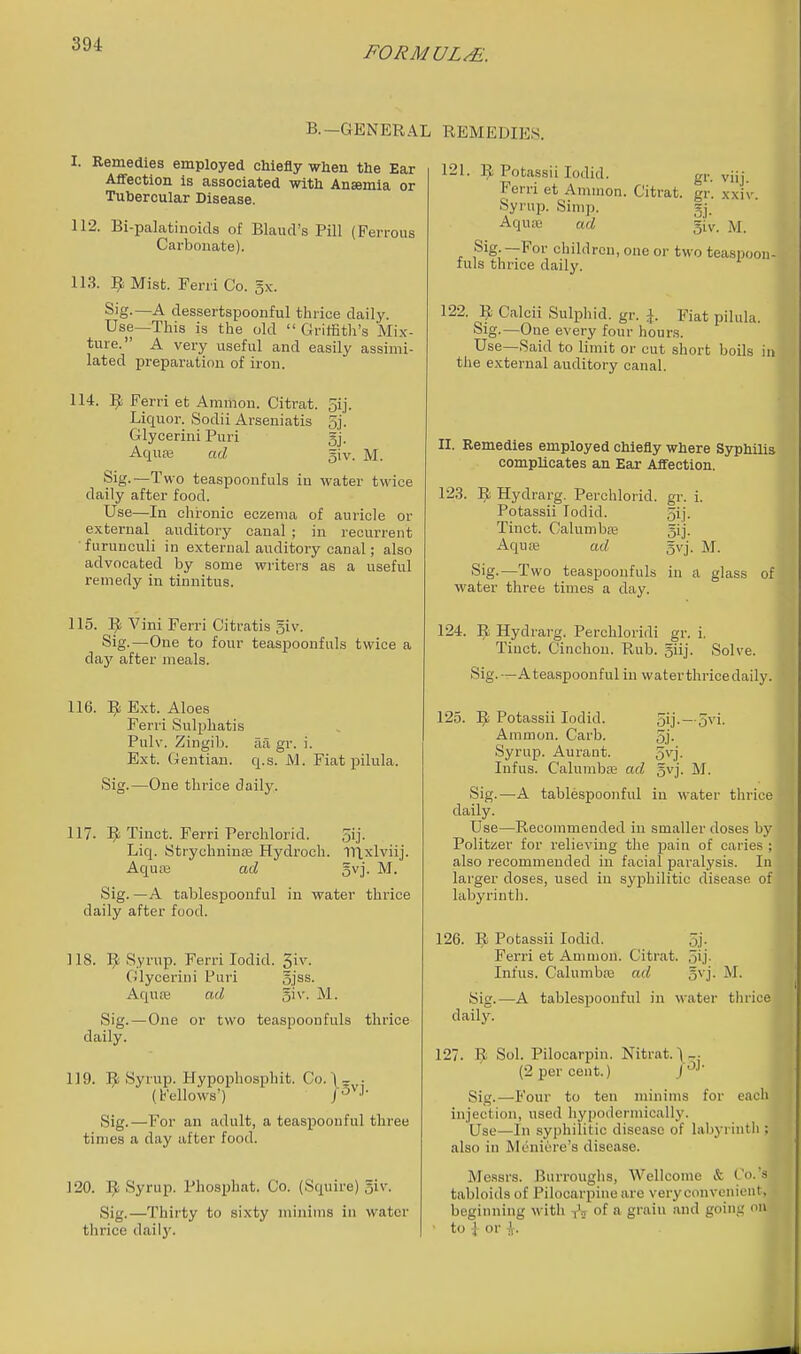 394
FORMULÆ.
B.—GENERAL REMEDIES.
I. Remedies employed chiefly when the Ear
Affection is associated with Anæmia or
Tubercular Disease.
112. Bi-palatinoids of Blaud's Pill (Ferrous
Carbonate).
113. ℞ Mist. Ferri Co. ℥x.
Sig.—A dessertspoonful thrice daily.
Use—This is the old “Griffith's Mix-
ture.” A very useful and easily assimi-
lated preparation of iron.
114. ℞ Ferri et Ammon. Citrat. ʒij.
Liquor. Sodii Arseniatis ʒj.
Glycerini Puri ℥j.
Aquæ ad ℥iv. M.
Sig.—Two teaspoonfuls in water twice
daily after food.
Use—In chronic eczema of auricle or
external auditory canal ; in recurrent
furunculi in external auditory canal ; also
advocated by some writers as a useful
remedy in tinnitus.
115. ℞ Vini Ferri Citratis ℥iv.
Sig.—One to four teaspoonfuls twice a
day after meals.
116. ℞ Ext. Aloes
Ferri Sulphatis
Pulv. Zingib. āā gr. i.
Ext. Gentian. q.s. M. Fiat pilula.
Sig.—One thrice daily.
117. ℞ Tinct. Ferri Perchlorid. ʒij.
Liq. Strychninæ Hydroch. ♏xlviij.
Aquæ ad ℥vj. M.
Sig.—A tablespoonful in water thrice
daily after food.
118. ℞ Syrup. Ferri Iodid. ℥iv.
Glycerini Puri ℥jss.
Aquæ ad ℥iv. M.
Sig.—One or two teaspoonfuls thrice
daily.
119. ℞ Syrup. Hypophosphit. Co. } ℥vj.
(Fellows')
Sig.—For an adult, a teaspoonful three
times a day after food.
120. ℞ Syrup. Phosphat. Co. (Squire) ℥iv.
Sig.—Thirty to sixty minims in water
thrice daily.
121. ℞ Potassii Iodid. gr. viij.
Ferri et Ammon. Citrat. gr. xxiv.
Syrup. Simp. ℥j.
Aquæ ad ℥iv. M.
Sig.—For children, one or two teaspoon-
fuls thrice daily.
122. ℞ Calcii Sulphid. gr. ¼. Fiat pilula.
Sig.—One every four hours.
Use—Said to limit or cut short boils in
the external auditory canal.
II. Remedies employed chiefly where Syphilis
complicates an Ear Affection.
123. ℞ Hydrarg. Perchlorid. gr. i.
Potassii Iodid. ʒij.
Tinct. Calumbæ ℥ij.
Aquæ ad ℥vj. M.
Sig.—Two teaspoonfuls in a glass of
water three times a day.
124. ℞ Hydrarg. Perchloridi gr. i.
Tinct. Cinchon. Rub. ℥iij. Solve.
Sig.—A teaspoonful in water thrice daily.
125. ℞ Potassii Iodid. ʒij.—ʒvi.
Ammon. Carb. ʒj.
Syrup. Aurant. ʒvj.
Infus. Calumbæ ad ℥vj. M.
Sig.—A tablespoonful in water thrice
daily.
Use—Recommended in smaller doses by
Politzer for relieving the pain of caries ;
also recommended in facial paralysis. In
larger doses, used in syphilitic disease of
labyrinth.
126. ℞ Potassii Iodid. ʒj.
Ferri et Ammon. Citrat. ʒij.
Infus. Calumbæ ad ℥vj. M.
Sig.—A tablespoonful in water thrice
daily.
127. ℞ Sol. Pilocarpin. Nitrat. } ʒj.
(2 per cent.)
Sig.—Four to ten minims for each
injection, used hypodermically.
Use—In syphilitic disease of labyrinth ;
also in Ménière's disease.
Messrs. Burroughs, Wellcome & Co.'s
tabloids of Pilocarpine are very convenient,
beginning with of a grain and going on
to or